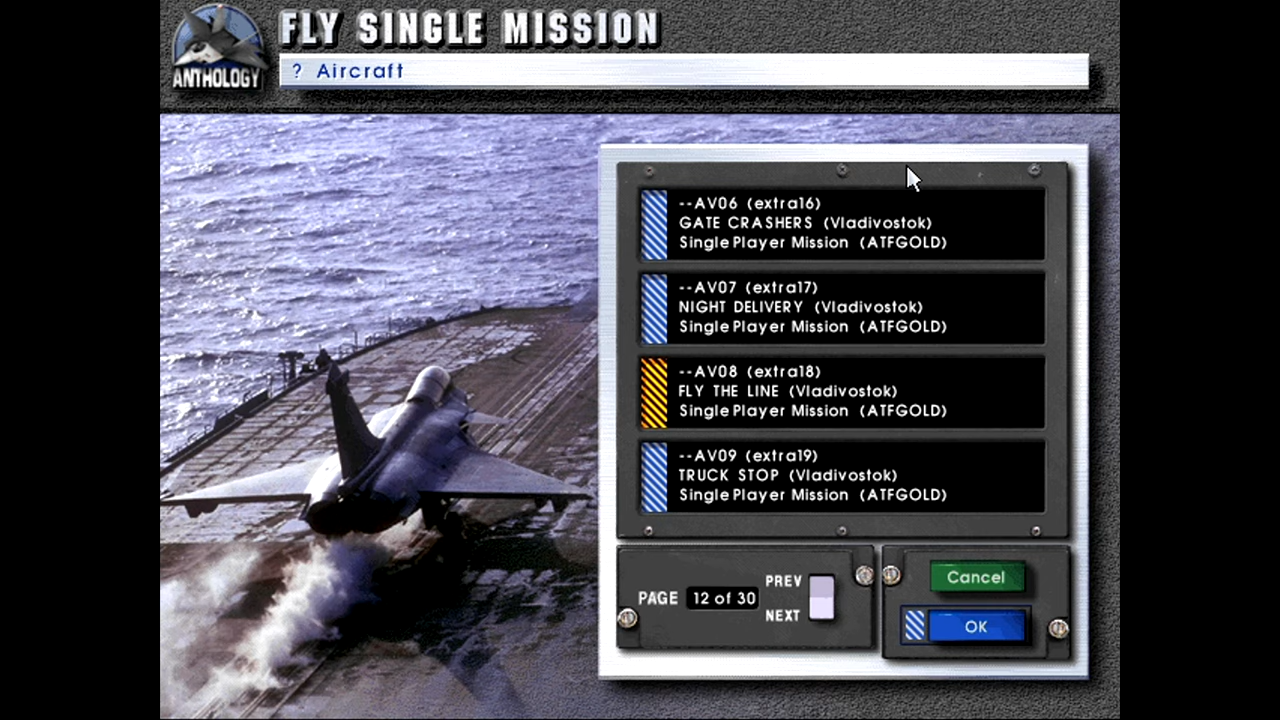 FLY SINGLE MISSION
ANTHOLOGY
? Aircraft
--AV06 (extra16)
GATE CRASHERS (Vladivostok)
Single Player Mission (ATFGOLD)
--AV07 (extra17)
NIGHT DELIVERY (Vladivostok)
Single Player Mission (ATFGOLD)
--AV08 (extra18)
FLY THE LINE (Vladivostok)
Single Player Mission (ATFGOLD)
--AV09 (extra19)
TRUCK STOP (Vladivostok)
Single Player Mission (ATFGOLD)
PAGE 12 of 30
PREV
NEXT
Cancel
OK